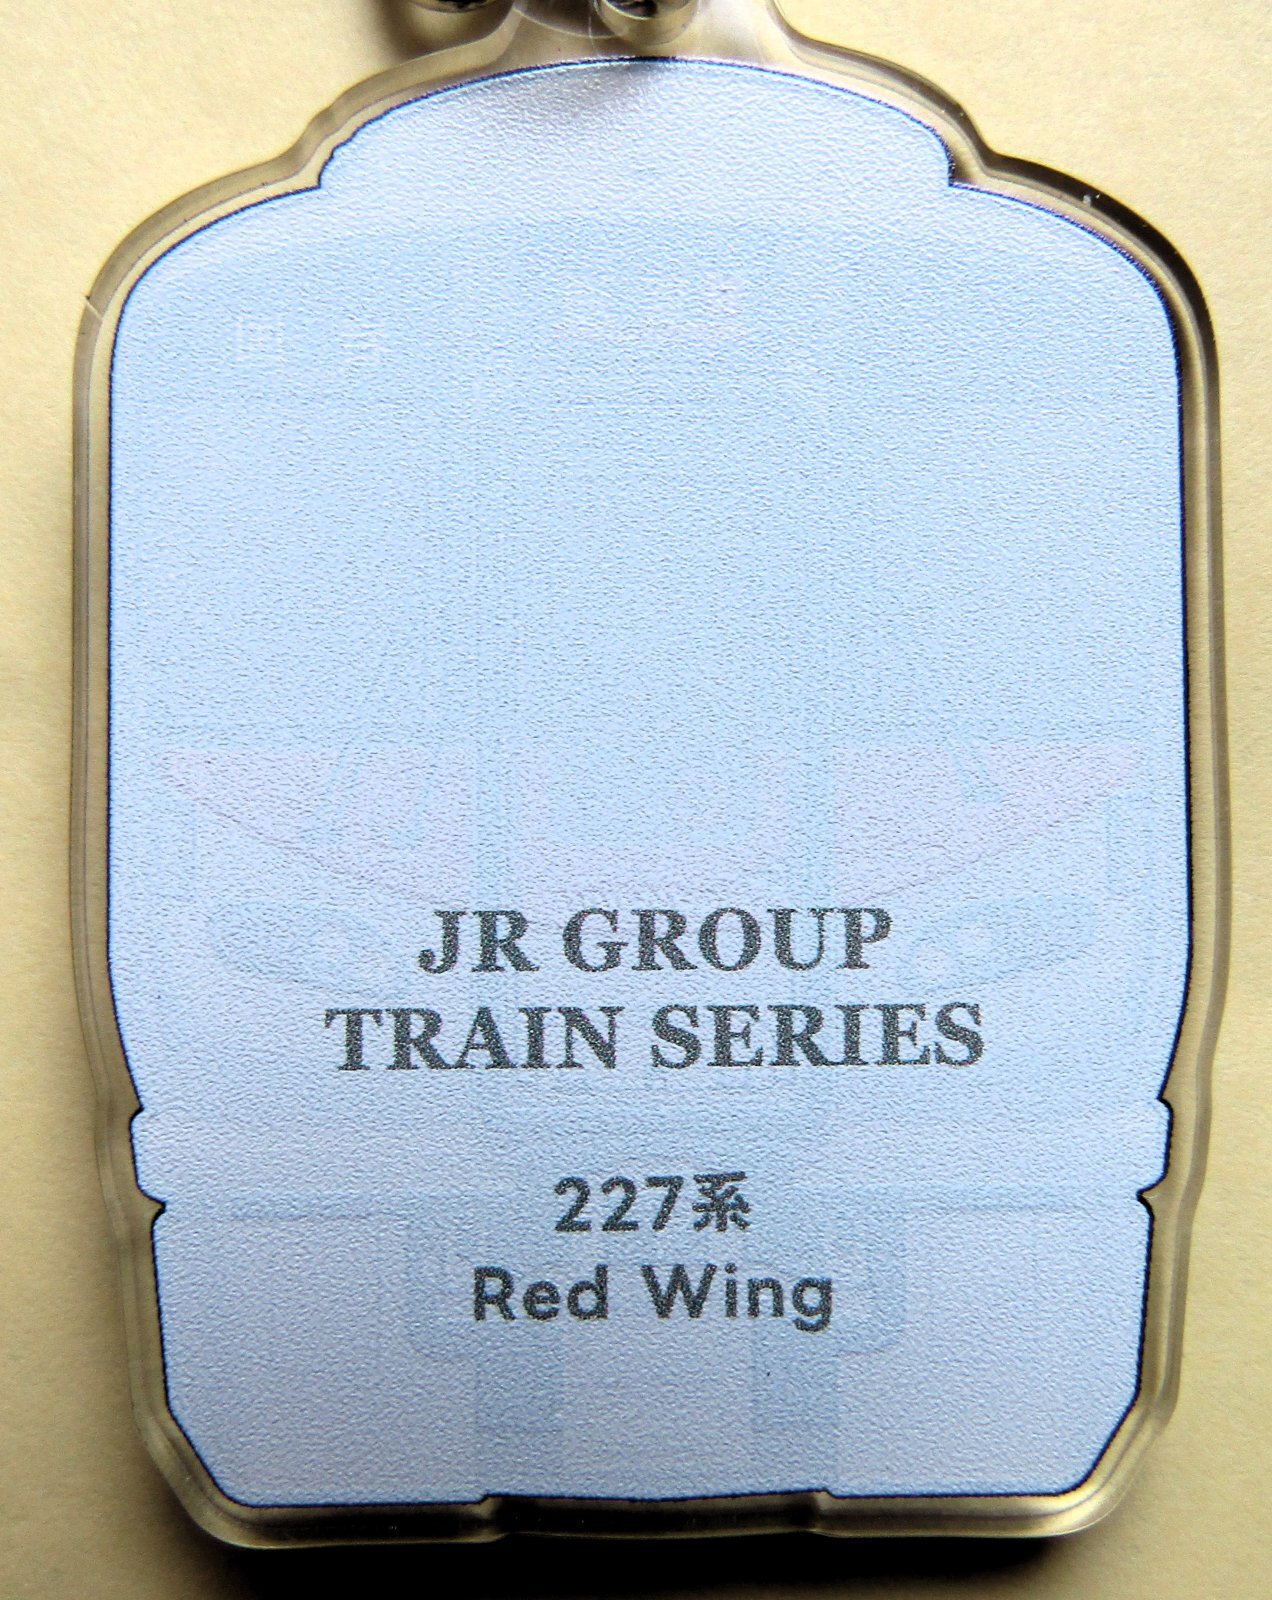 JR GROUP
TRAIN SERIES
227系
Red Wing